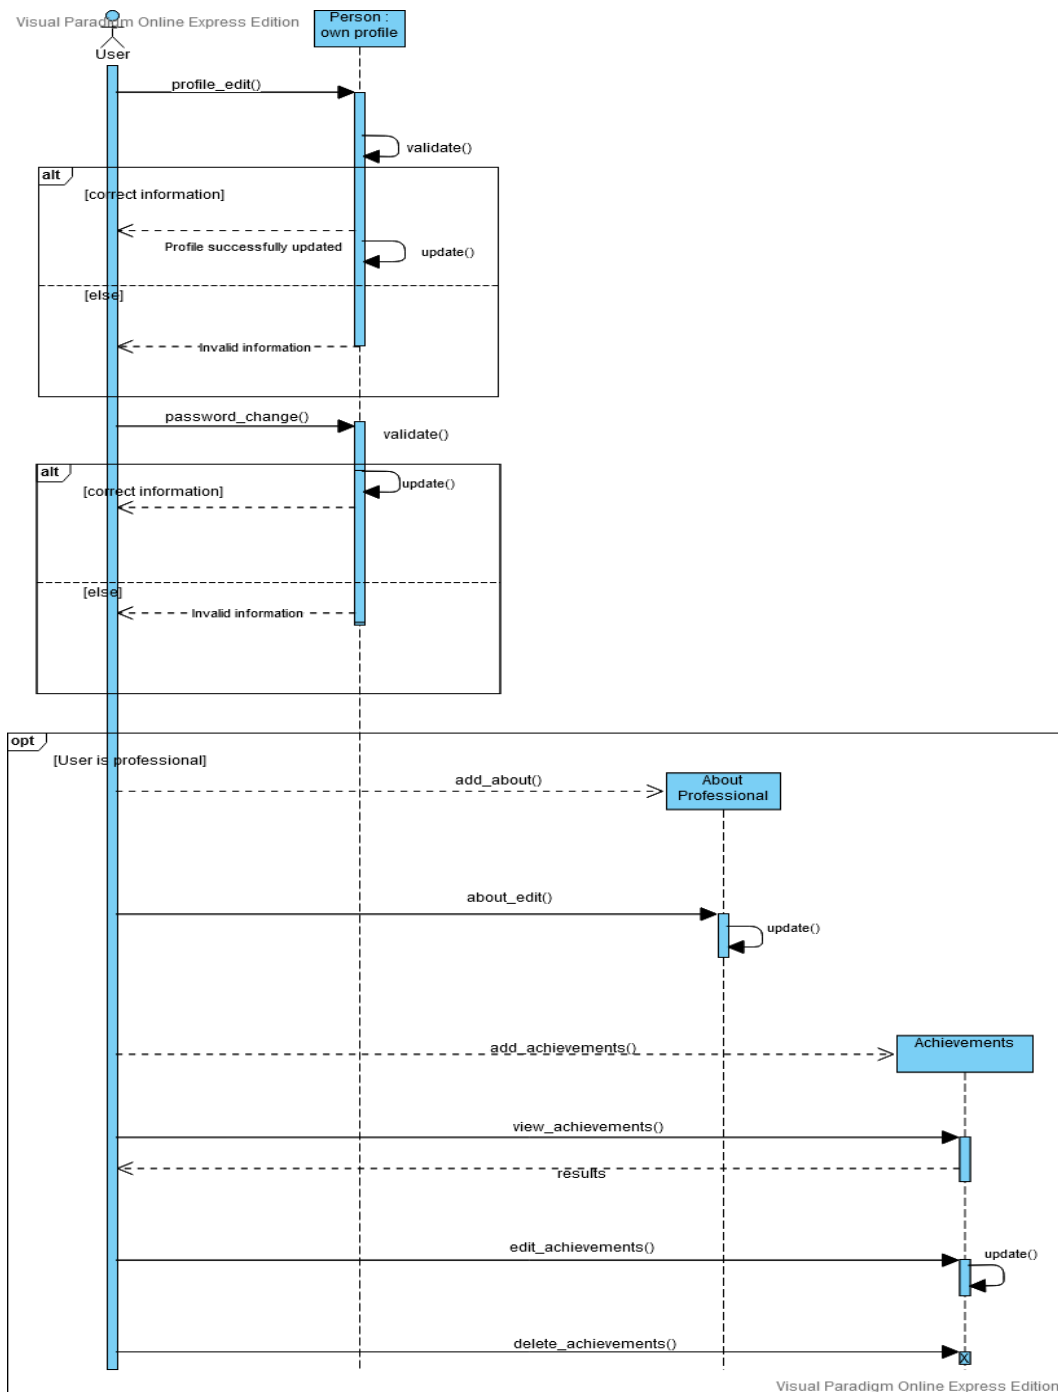 Visual Paradigm Online Express Edition
User
Person :
own profile
profile_edit()
validate()
alt
[correct information]
Profile successfully updated
update()
[else]
Invalid information
password_change()
validate()
alt
[correct information]
update()
[else]
Invalid information
opt
[User is professional]
add_about()
About
Professional
about_edit()
update()
add_achievements()
Achievements
view_achievements()
results
edit_achievements()
update()
delete_achievements()
Visual Paradigm Online Express Edition